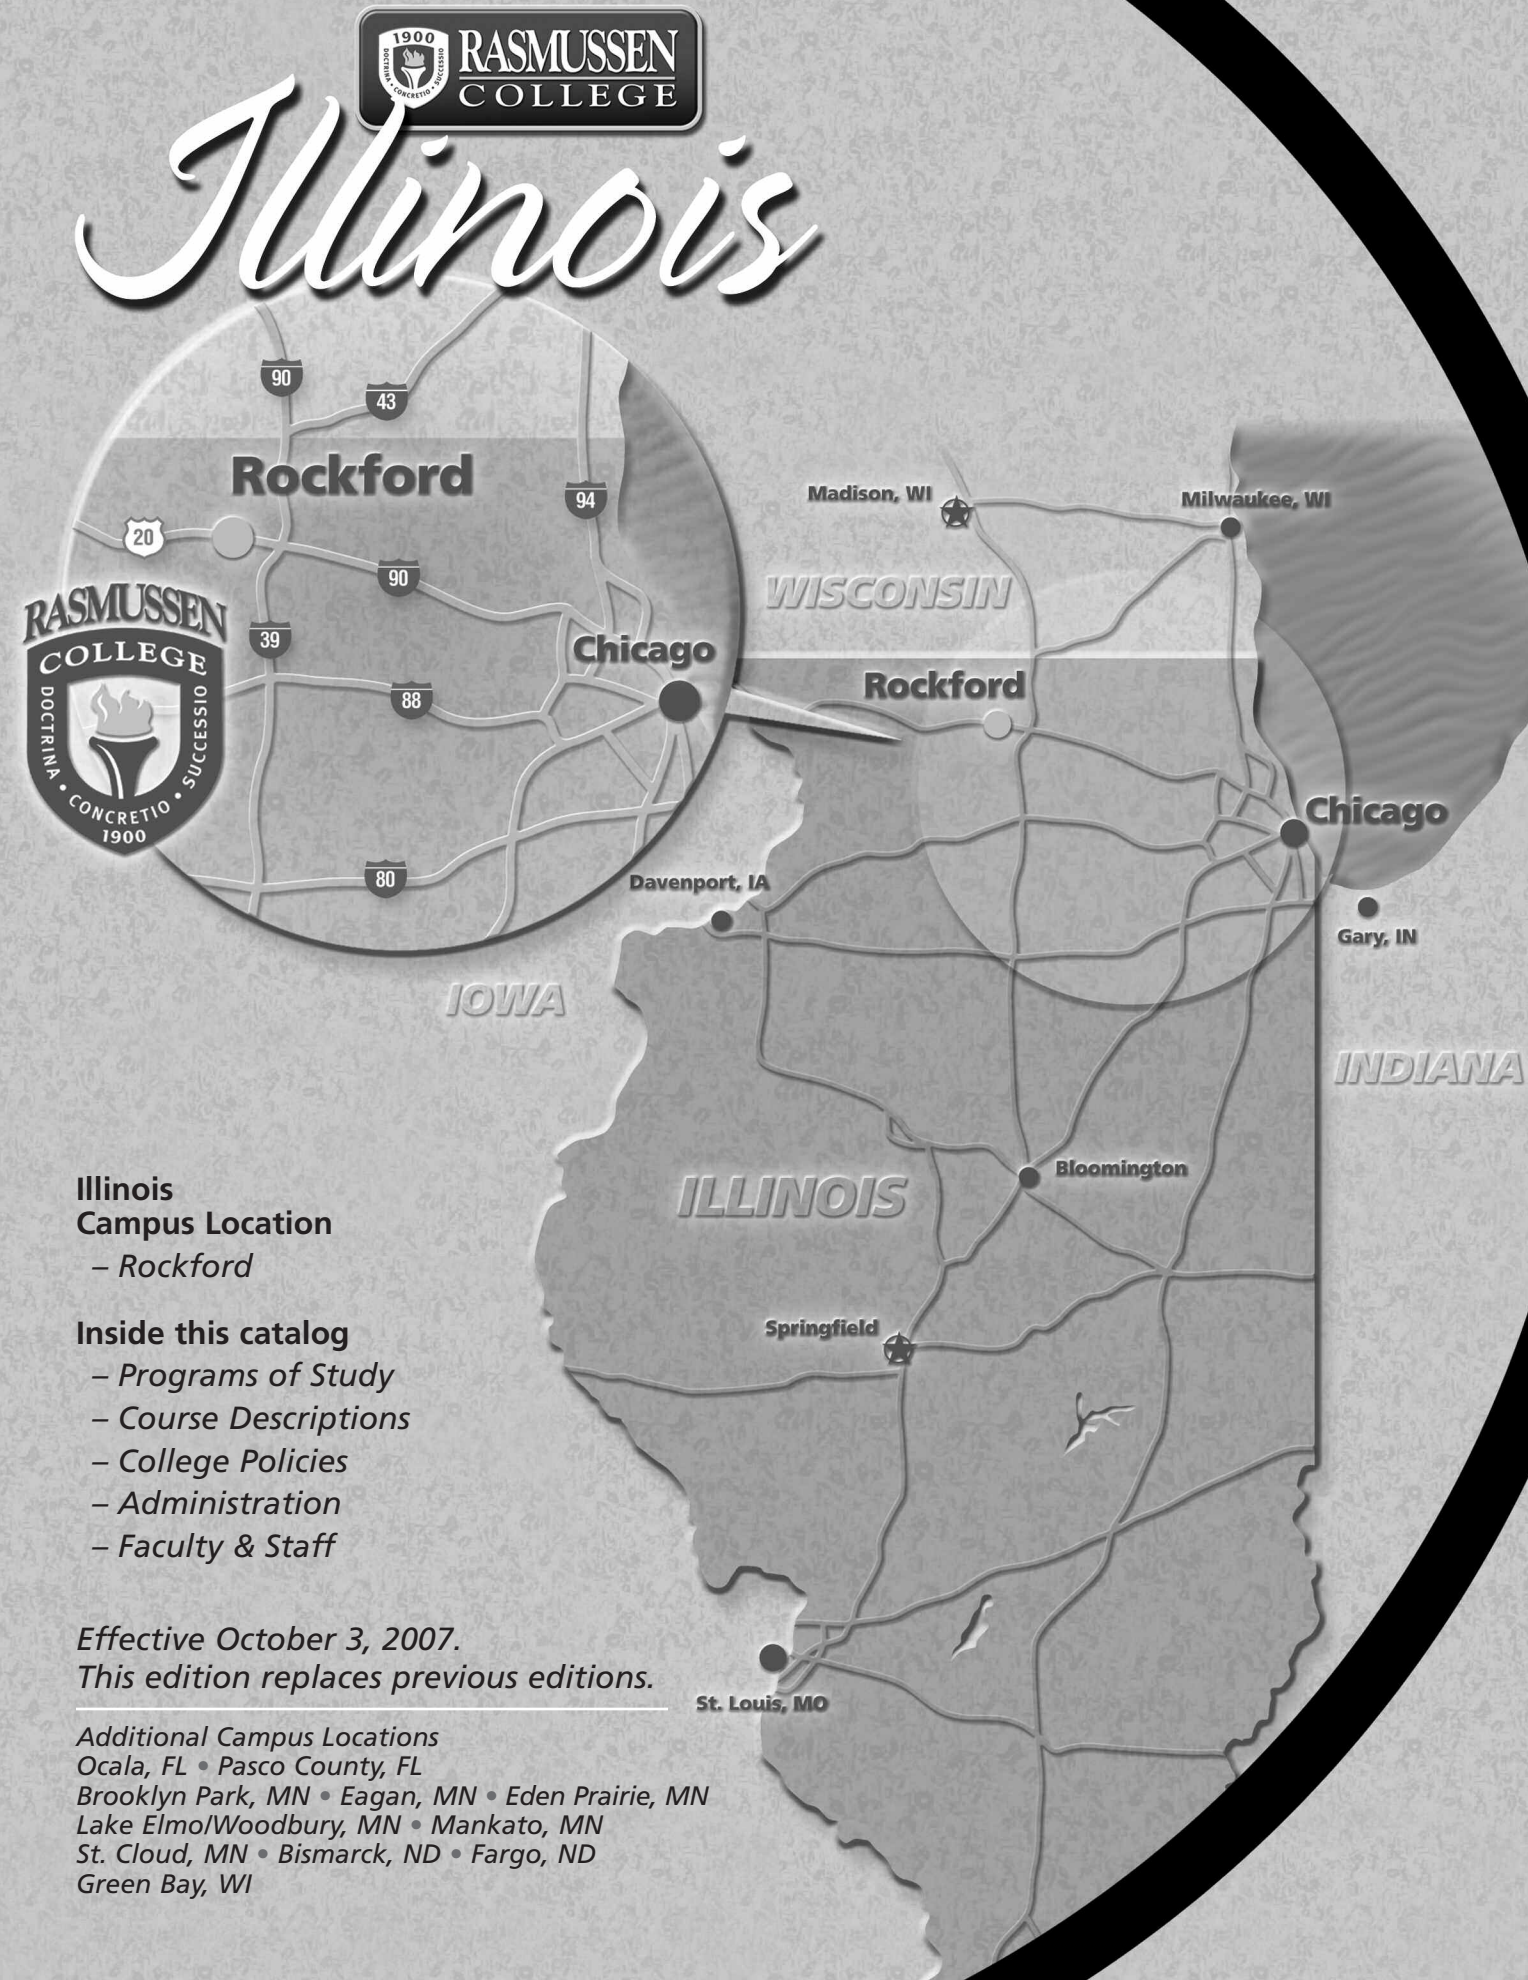 1900
DOCTRINA • CONCRETIO • SUCCESSIO
RASMUSSEN
COLLEGE
Illinois
90
43
Rockford
94
20
90
39
Chicago
88
80
RASMUSSEN
COLLEGE
DOCTRINA • CONCRETIO • SUCCESSIO
1900
Madison, WI
Milwaukee, WI
WISCONSIN
Rockford
Chicago
Davenport, IA
Gary, IN
IOWA
INDIANA
Bloomington
ILLINOIS
Springfield
St. Louis, MO
Illinois
Campus Location
– Rockford
Inside this catalog
– Programs of Study
– Course Descriptions
– College Policies
– Administration
– Faculty & Staff
Effective October 3, 2007.
This edition replaces previous editions.
Additional Campus Locations
Ocala, FL • Pasco County, FL
Brooklyn Park, MN • Eagan, MN • Eden Prairie, MN
Lake Elmo/Woodbury, MN • Mankato, MN
St. Cloud, MN • Bismarck, ND • Fargo, ND
Green Bay, WI